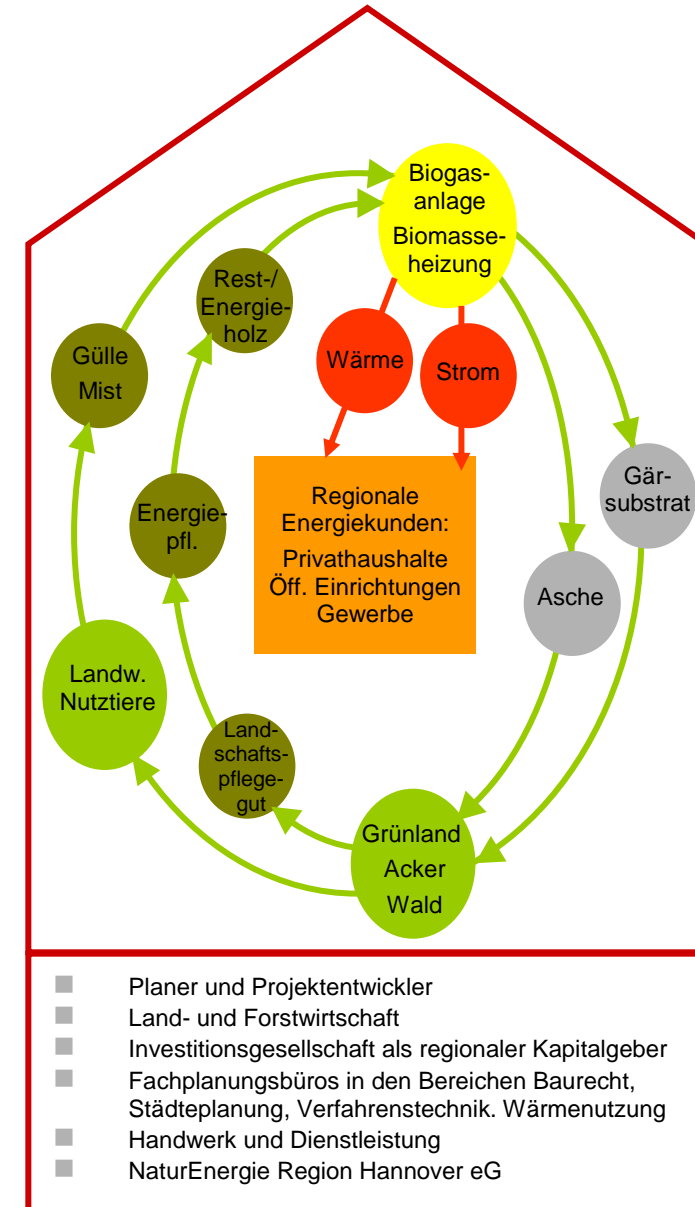 Biogas-
anlage
Biomasse-
heizung
Rest-/
Energie-
holz
Gülle
Mist
Wärme
Strom
Energie-
pfl.
Regionale
Energiekunden:
Privathaushalte
Öff. Einrichtungen
Gewerbe
Gär-
substrat
Asche
Landw.
Nutztiere
Land-
schafts-
pflege-
gut
Grünland
Acker
Wald
Planer und Projektentwickler
Land- und Forstwirtschaft
Investitionsgesellschaft als regionaler Kapitalgeber
Fachplanungsbüros in den Bereichen Baurecht,
Städteplanung, Verfahrenstechnik. Wärmenutzung
Handwerk und Dienstleistung
NaturEnergie Region Hannover eG